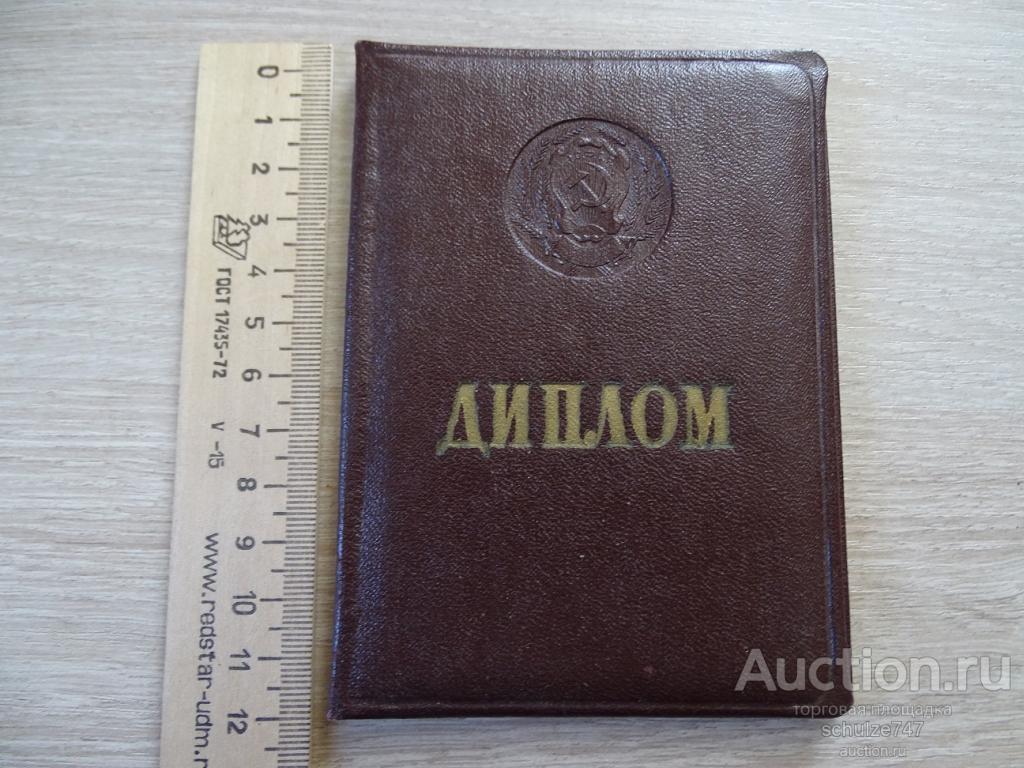 0
1
2
3
4
5
6
7
8
9
10
11
12
ГОСТ 17435-72
V-15
www.redstar-udm.r
ДИПЛОМ
Auction.ru
торговая площадка
schulze747
auction.ru